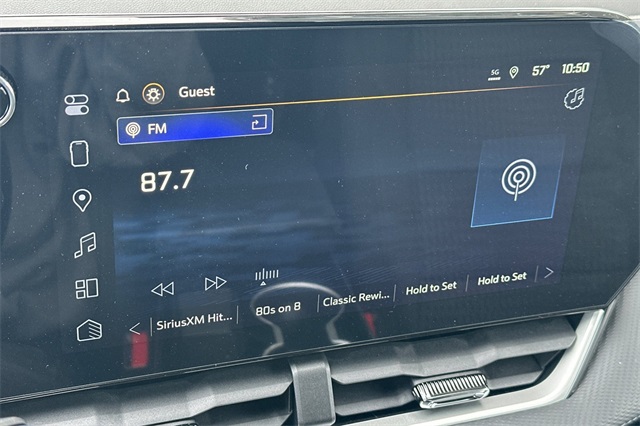 Guest
5G 57° 10:50
FM
87.7
SiriusXM Hit... 80s on 8 Classic Rewi... Hold to Set Hold to Set